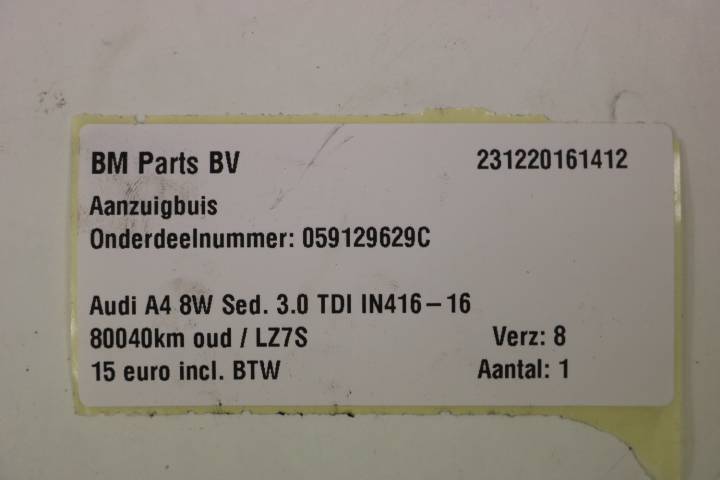 BM Parts BV 231220161412
Aanzuigbuis
Onderdeelnummer: 059129629C
Audi A4 8W Sed. 3.0 TDI IN416-16
80040km oud / LZ7S Verz: 8
15 euro incl. BTW Aantal: 1